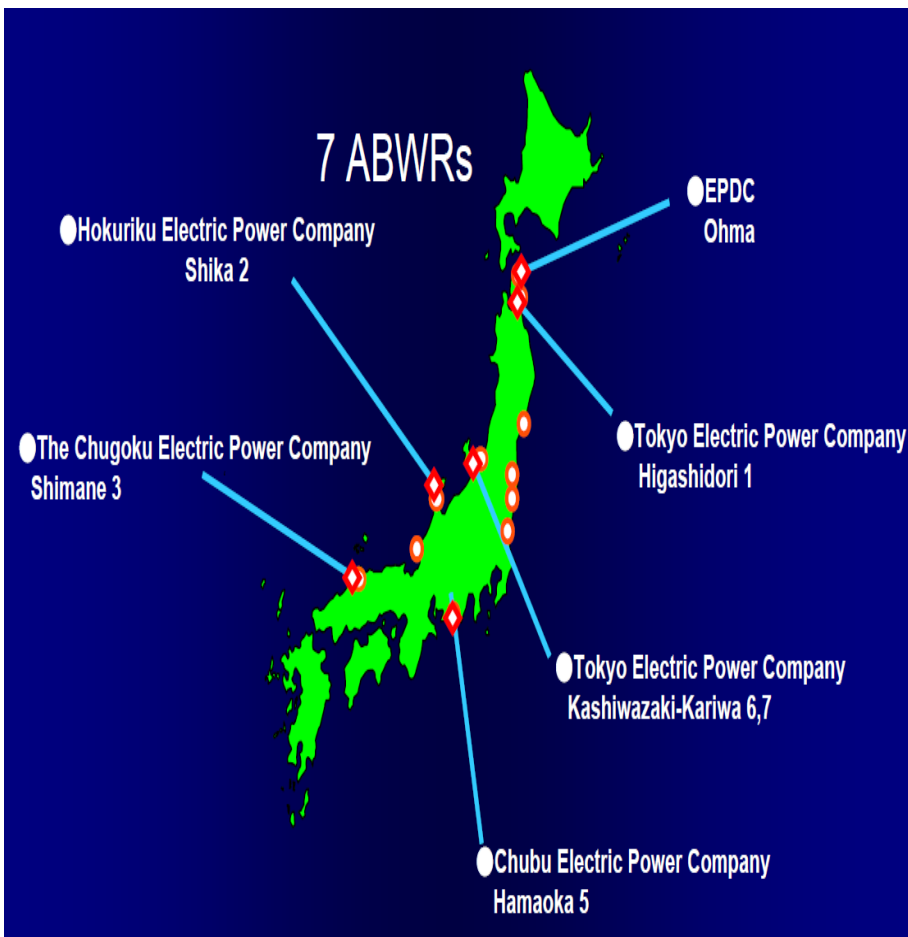 7 ABWRs
EPDC
Ohma
Hokuriku Electric Power Company
Shika 2
The Chugoku Electric Power Company
Shimane 3
Tokyo Electric Power Company
Higashidori 1
Tokyo Electric Power Company
Kashiwazaki-Kariwa 6,7
Chubu Electric Power Company
Hamaoka 5